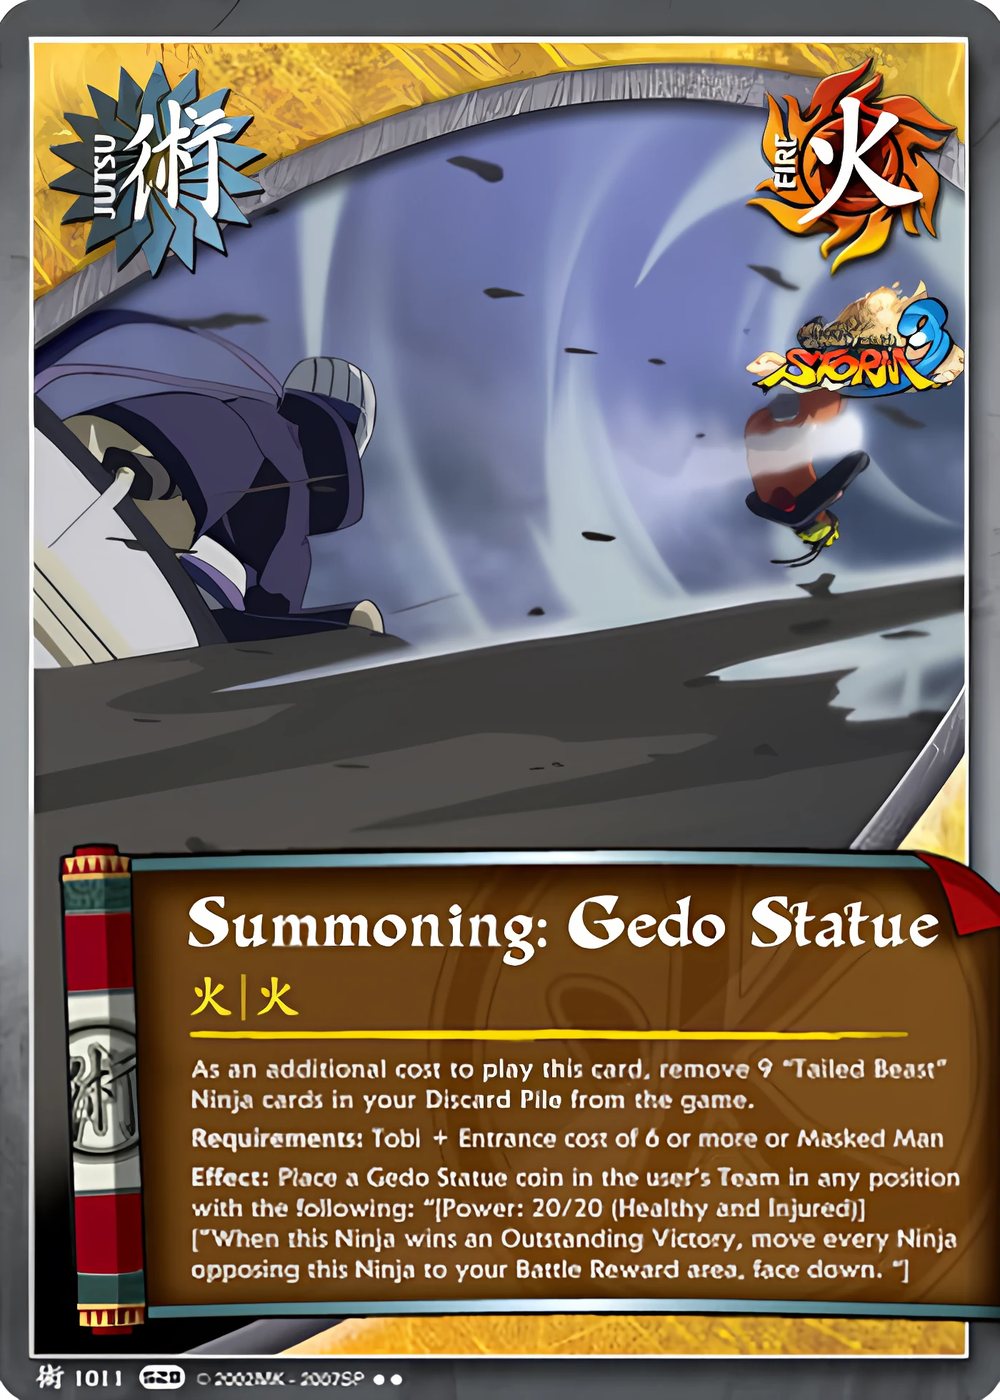 JUTSU
術
FIRE
火
STORM 3
Summoning: Gedo Statue
火|火
As an additional cost to play this card, remove 9 "Tailed Beast"
Ninja cards in your Discard Pile from the game.
Requirements: Tobi + Entrance cost of 6 or more or Masked Man
Effect: Place a Gedo Statue coin in the user's Team in any position
with the following: "[Power: 20/20 (Healthy and Injured)]
["When this Ninja wins an Outstanding Victory, move every Ninja
opposing this Ninja to your Battle Reward area, face down. "]
術
術 1011 © 2002MK - 2007SP